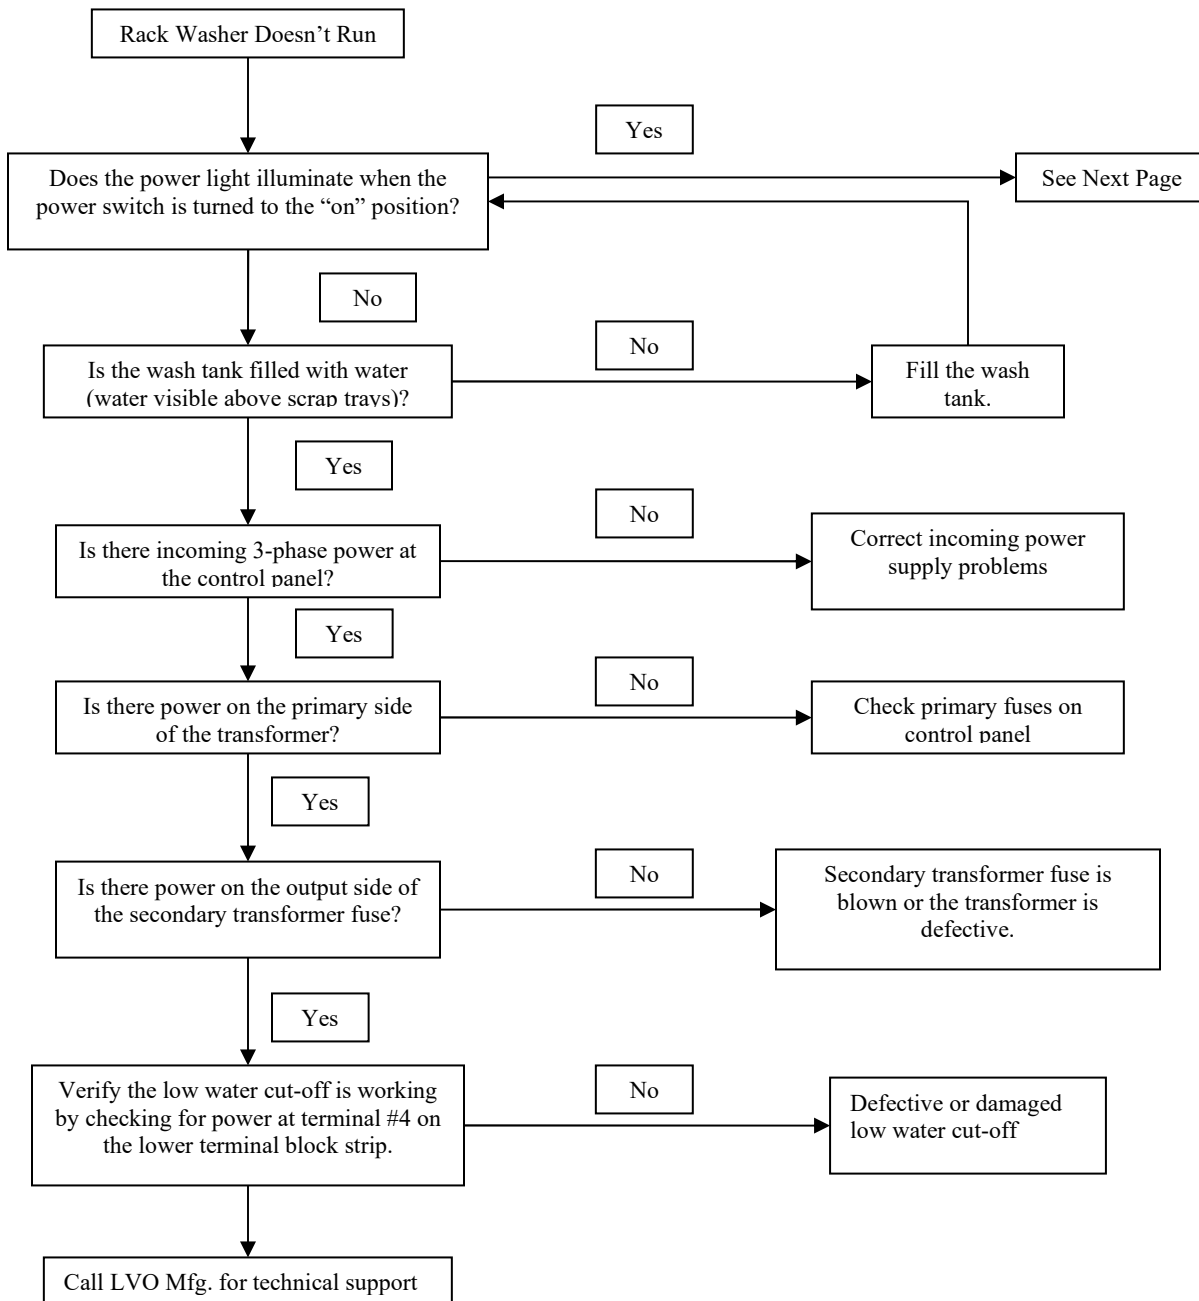 Rack Washer Doesn’t Run
Yes
Does the power light illuminate when the
power switch is turned to the “on” position?
See Next Page
No
No
Is the wash tank filled with water
(water visible above scrap trays)?
Fill the wash
tank.
Yes
No
Is there incoming 3-phase power at
the control panel?
Correct incoming power
supply problems
Yes
No
Is there power on the primary side
of the transformer?
Check primary fuses on
control panel
Yes
No
Is there power on the output side of
the secondary transformer fuse?
Secondary transformer fuse is
blown or the transformer is
defective.
Yes
No
Verify the low water cut-off is working
by checking for power at terminal #4 on
the lower terminal block strip.
Defective or damaged
low water cut-off
Call LVO Mfg. for technical support